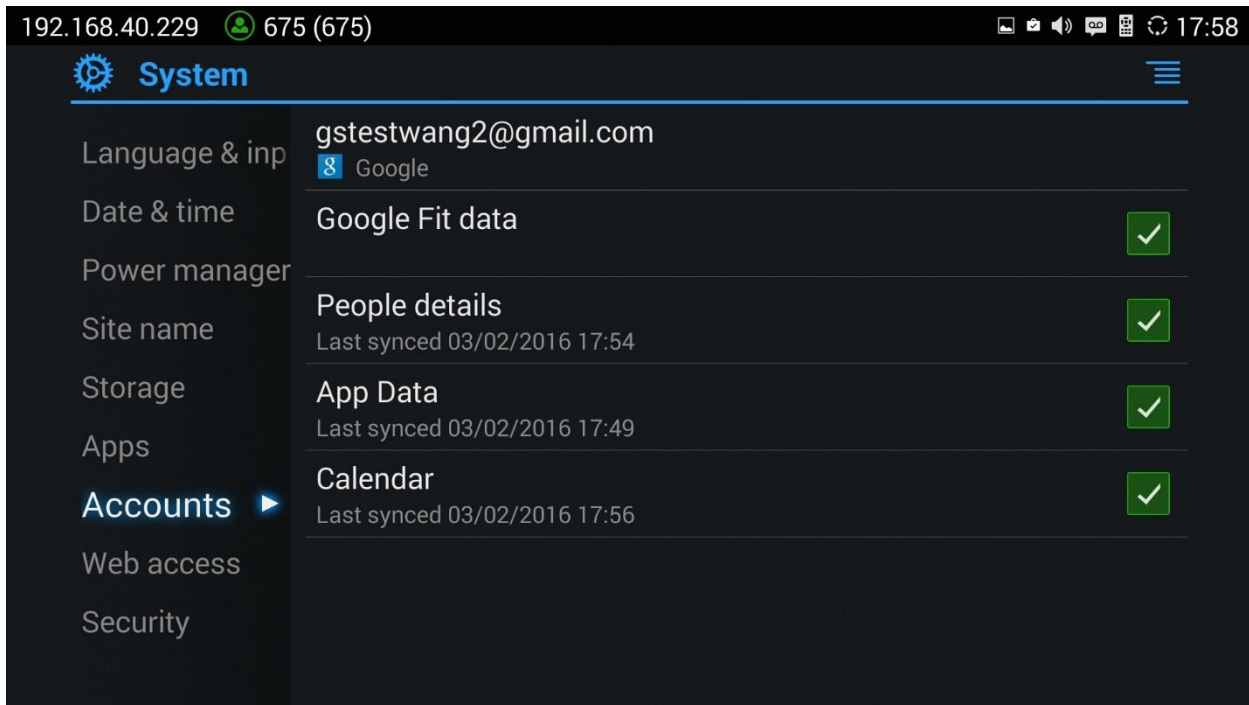 192.168.40.229 675 (675) 17:58
System
Language & inp
Date & time
Power manager
Site name
Storage
Apps
Accounts
Web access
Security
gstestwang2@gmail.com
8 Google
Google Fit data
People details
Last synced 03/02/2016 17:54
App Data
Last synced 03/02/2016 17:49
Calendar
Last synced 03/02/2016 17:56